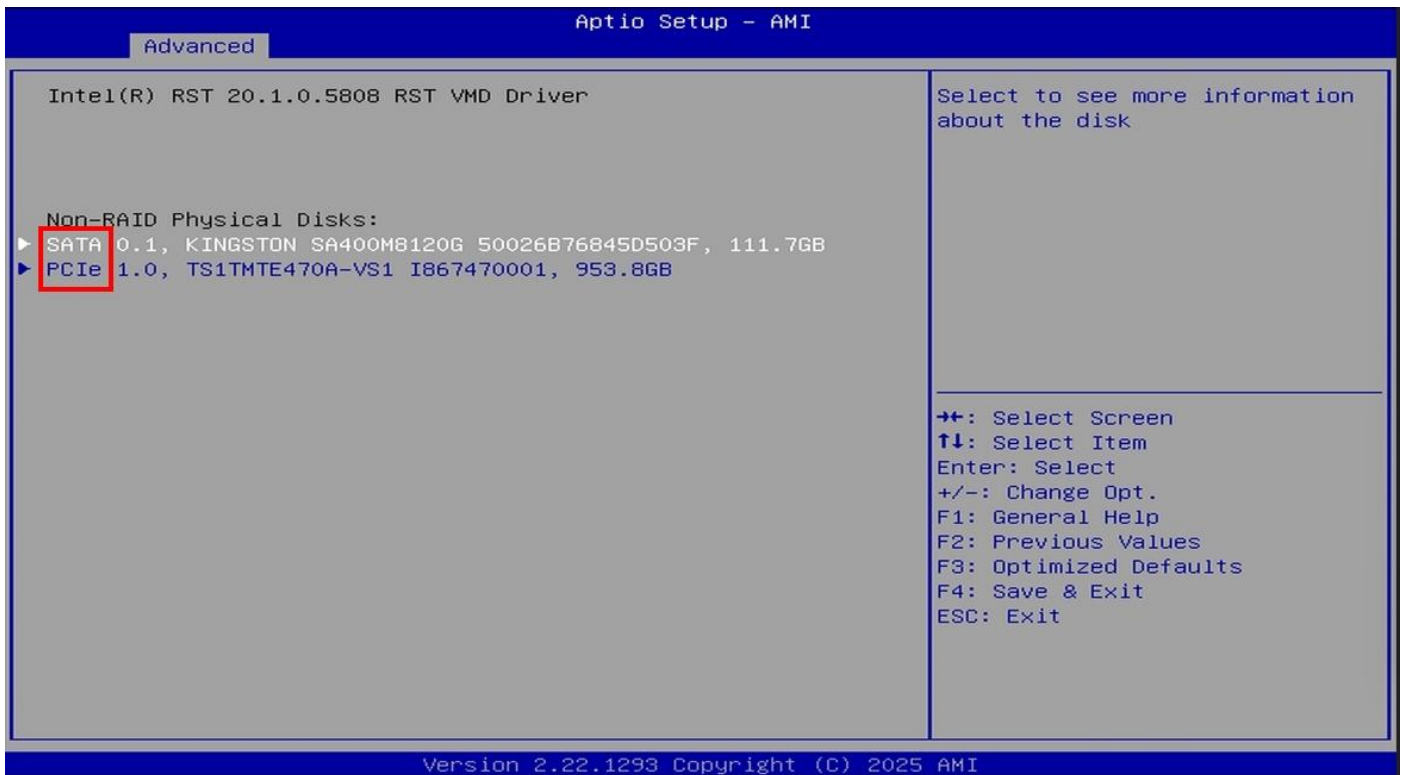 Aptio Setup – AMI
Advanced
Intel(R) RST 20.1.0.5808 RST VMD Driver
Non-RAID Physical Disks:
SATA 0.1, KINGSTON SA400M8120G 50026B76845D503F, 111.7GB
PCIe 1.0, TS1TMTE470A-VS1 I867470001, 953.8GB
Select to see more information
about the disk
→←: Select Screen
↑↓: Select Item
Enter: Select
+/-: Change Opt.
F1: General Help
F2: Previous Values
F3: Optimized Defaults
F4: Save & Exit
ESC: Exit
Version 2.22.1293 Copyright (C) 2025 AMI